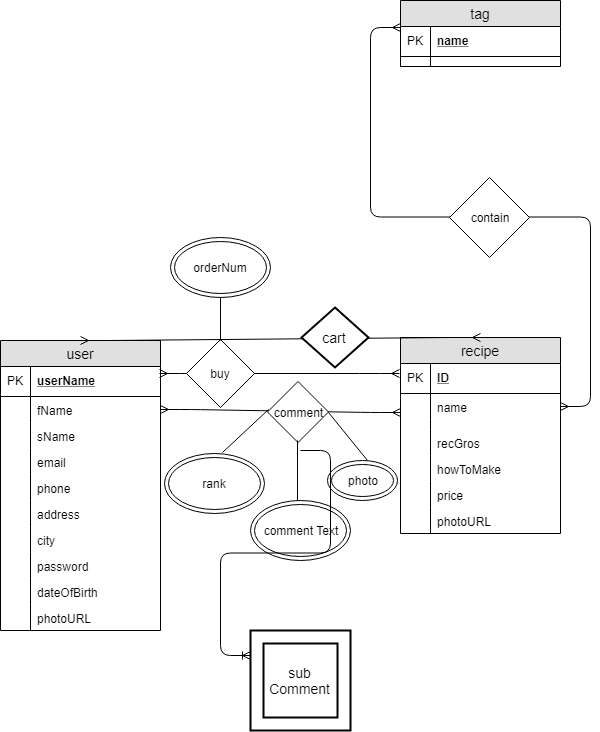 tag
PK name
contain
orderNum
cart
user
recipe
PK userName
buy
PK ID
fName
comment
name
sName
recGros
email
howToMake
phone
rank
photo
price
address
comment Text
photoURL
city
password
dateOfBirth
photoURL
sub
Comment